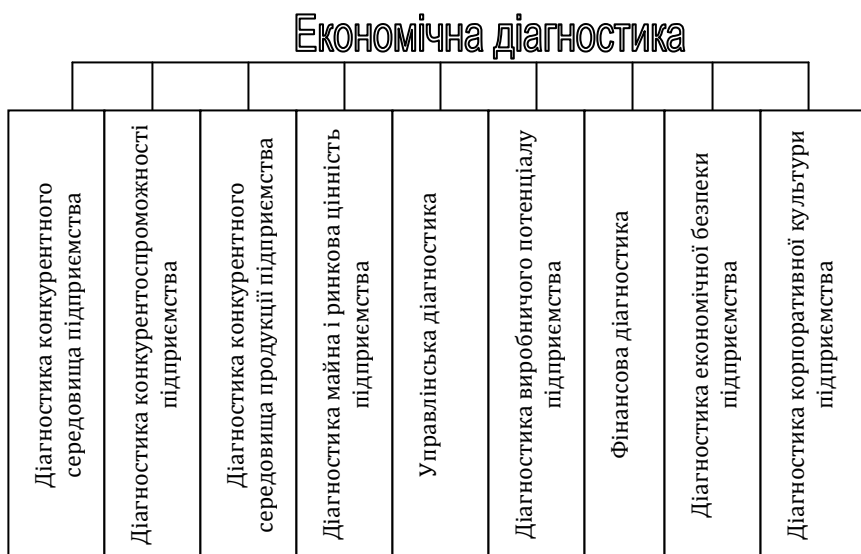 Економічна діагностика
Діагностика конкурентного
середовища підприємства
Діагностика конкурентоспроможності
підприємства
Діагностика конкурентного
середовища продукції підприємства
Діагностика майна і ринкова цінність
підприємства
Управлінська діагностика
Діагностика виробничого потенціалу
підприємства
Фінансова діагностика
Діагностика економічної безпеки
підприємства
Діагностика корпоративної культури
підприємства